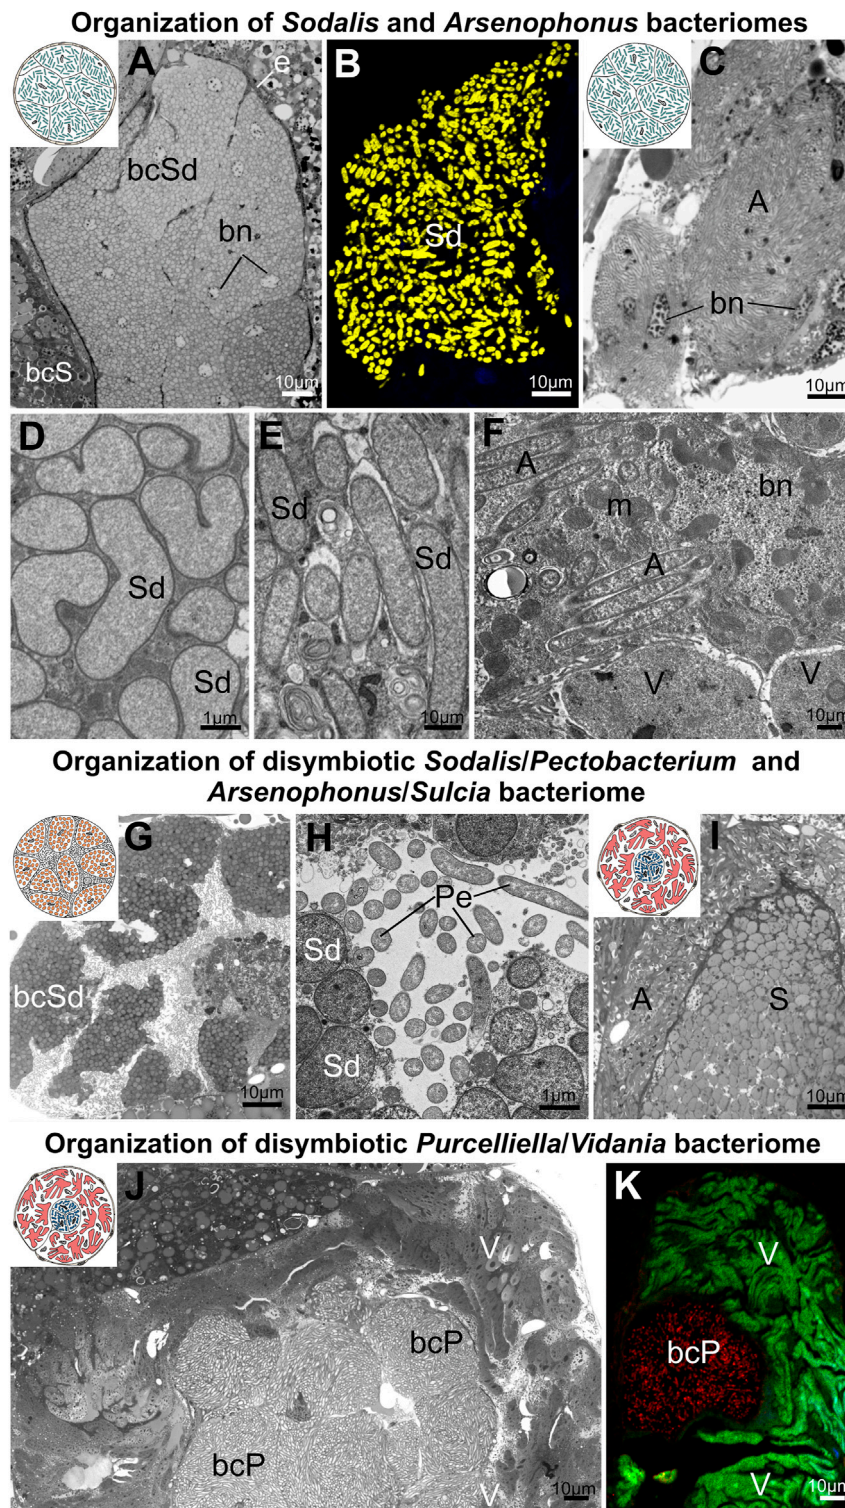 Organization of Sodalis and Arsenophonus bacteriomes
A
e
bcSd
bn
bcS
10µm
B
Sd
10µm
C
A
bn
10µm
D
Sd
Sd
1µm
E
Sd
Sd
10µm
F
A
m
bn
A
V
V
10µm
Organization of disymbiotic Sodalis/Pectobacterium and
Arsenophonus/Sulcia bacteriome
G
bcSd
10µm
H
Pe
Sd
Sd
1µm
I
A
S
10µm
Organization of disymbiotic Purcelliella/Vidania bacteriome
J
V
bcP
bcP
V
10µm
K
V
bcP
V
10µm